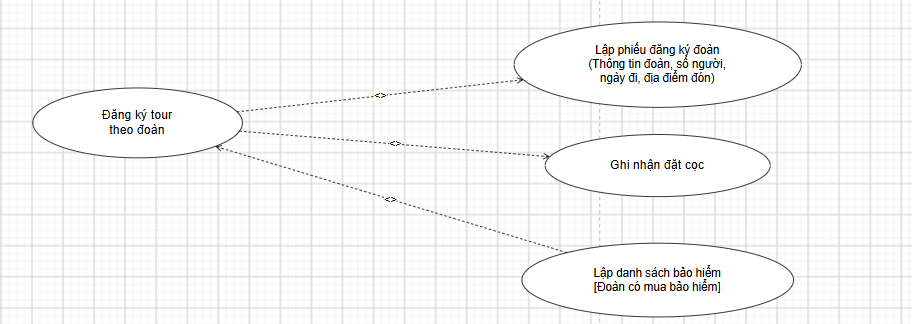 Lập phiếu đăng ký đoàn
(Thông tin đoàn, số người,
ngày đi, địa điểm đón)
<>
Đăng ký tour
theo đoàn
<>
Ghi nhận đặt cọc
<>
Lập danh sách bảo hiểm
[Đoàn có mua bảo hiểm]